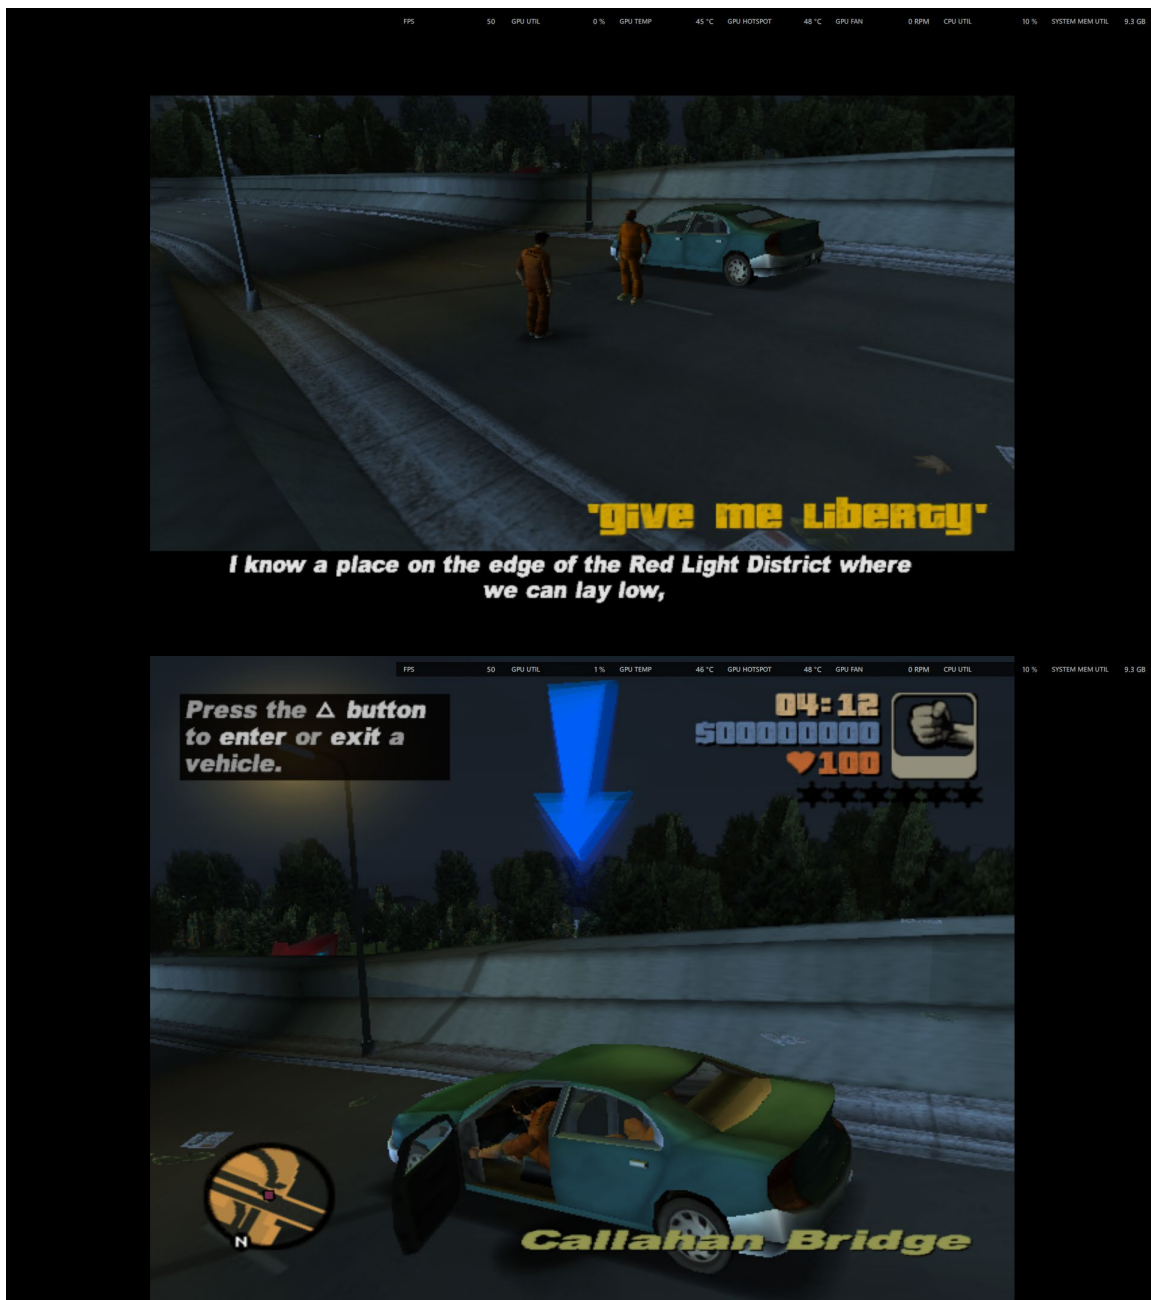 FPS 50 GPU UTIL 0 % GPU TEMP 45 °C GPU HOTSPOT 48 °C GPU FAN 0 RPM CPU UTIL 10 % SYSTEM MEM UTIL 9.3 GB
"give me Liberty"
I know a place on the edge of the Red Light District where
we can lay low,
FPS 50 GPU UTIL 1 % GPU TEMP 46 °C GPU HOTSPOT 48 °C GPU FAN 0 RPM CPU UTIL 10 % SYSTEM MEM UTIL 9.3 GB
Press the △ button
to enter or exit a
vehicle.
04:12
$00000000
100
N
Callahan Bridge